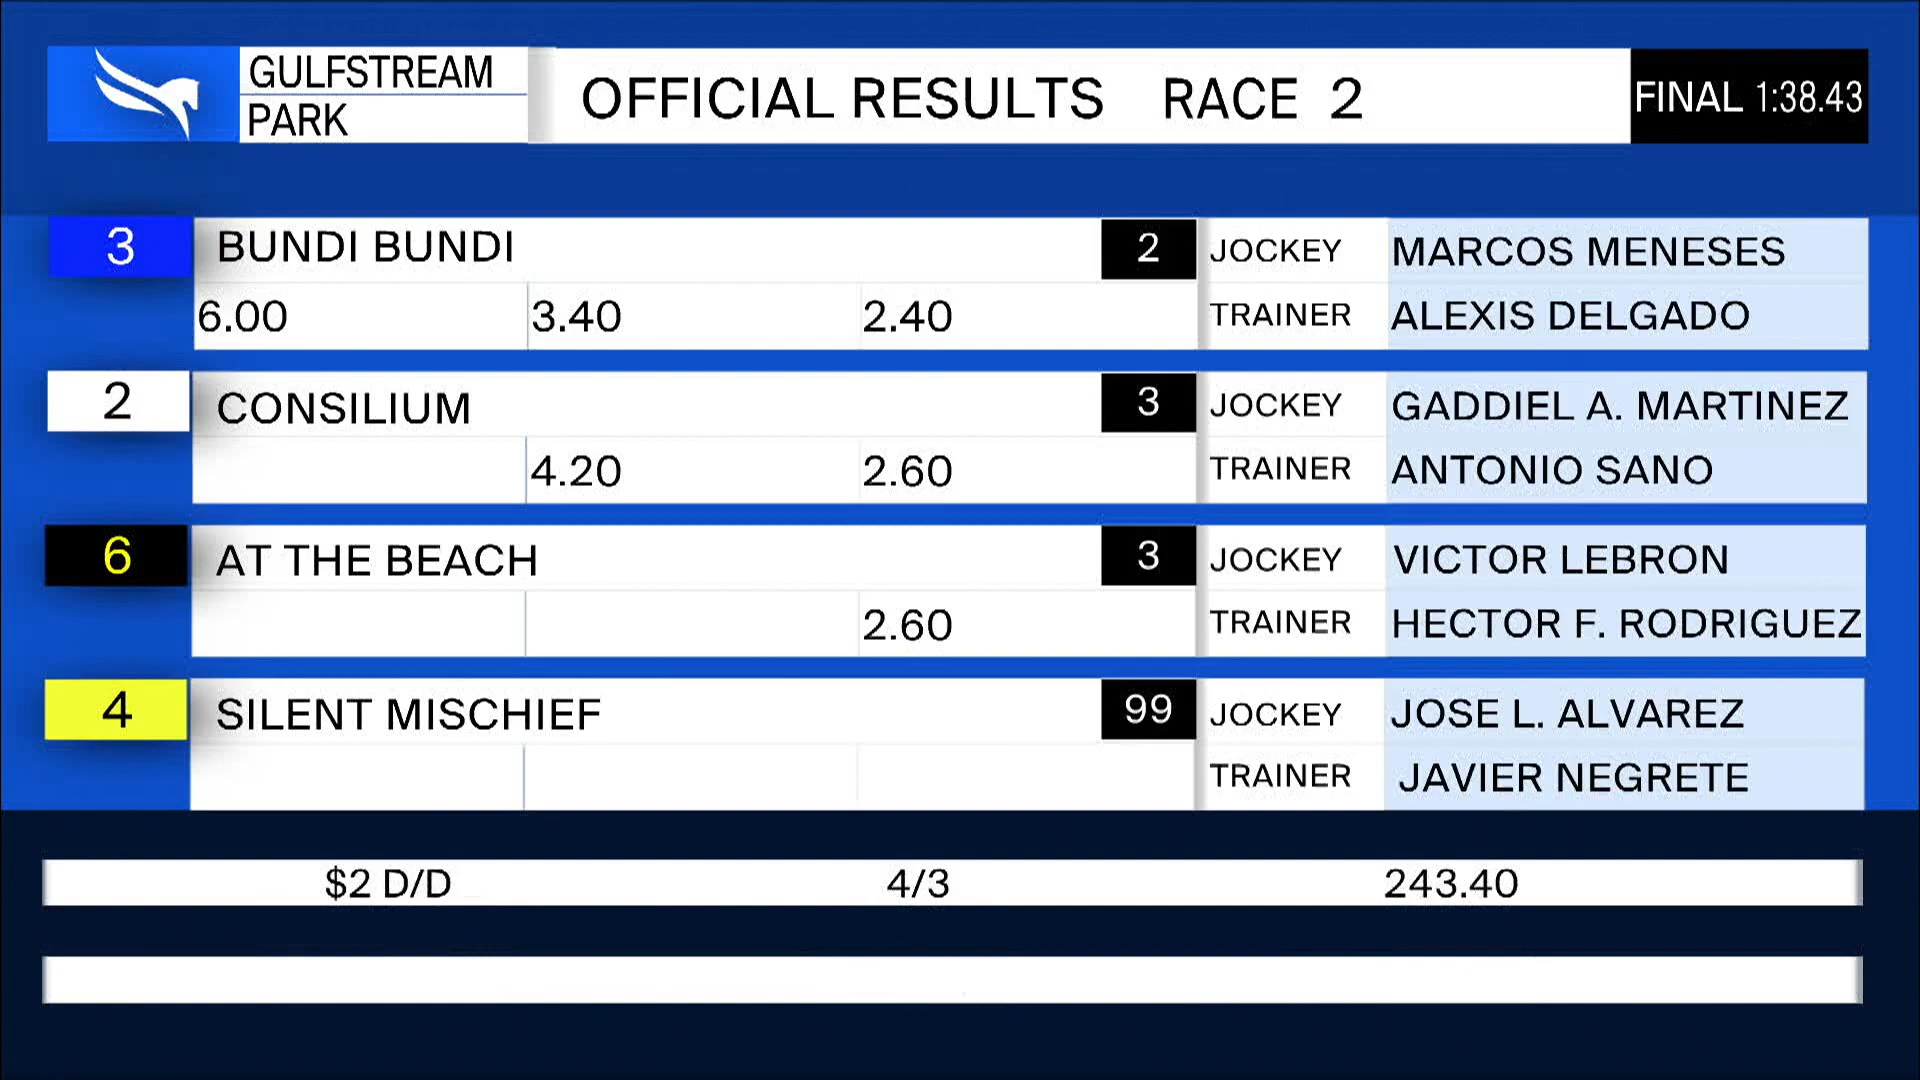 GULFSTREAM
PARK
OFFICIAL RESULTS RACE 2
FINAL 1:38.43
3 BUNDI BUNDI 2 JOCKEY MARCOS MENESES
6.00 3.40 2.40 TRAINER ALEXIS DELGADO
2 CONSILIUM 3 JOCKEY GADDIEL A. MARTINEZ
4.20 2.60 TRAINER ANTONIO SANO
6 AT THE BEACH 3 JOCKEY VICTOR LEBRON
2.60 TRAINER HECTOR F. RODRIGUEZ
4 SILENT MISCHIEF 99 JOCKEY JOSE L. ALVAREZ
TRAINER JAVIER NEGRETE
$2 D/D 4/3 243.40